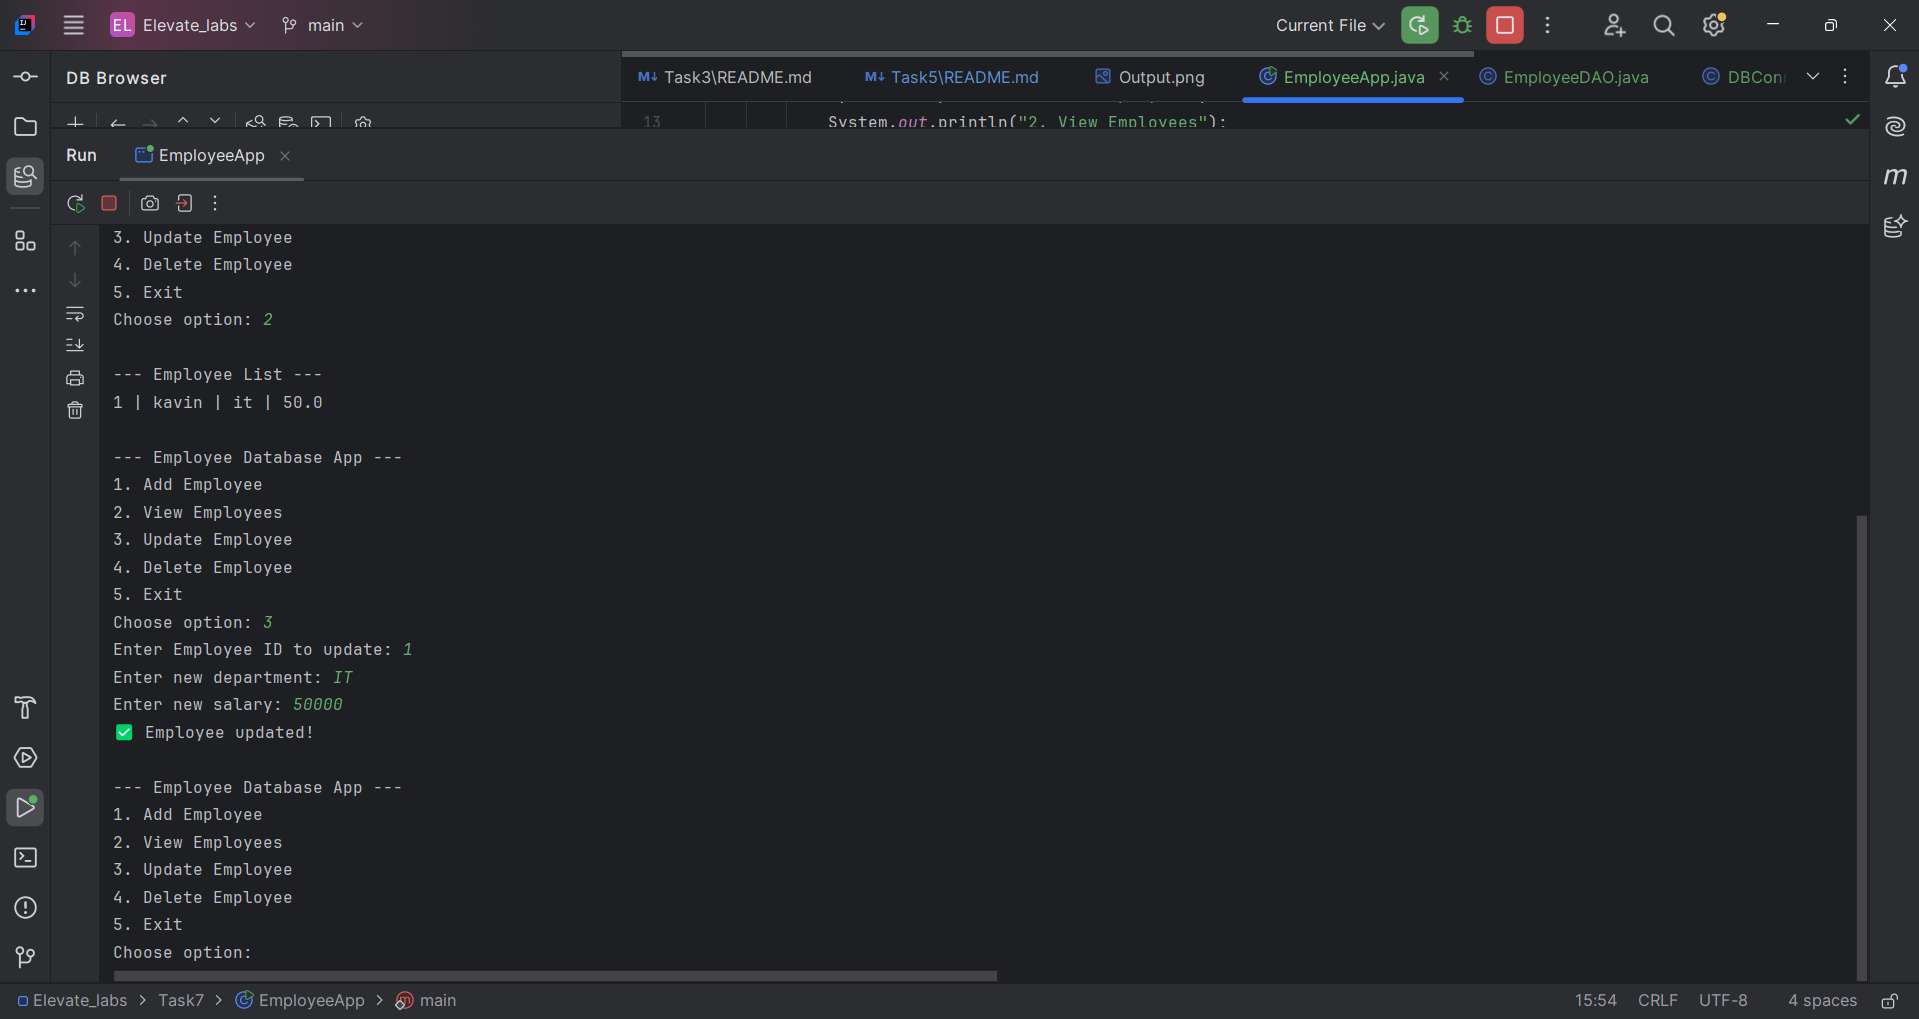 EL Elevate_labs main Current File
DB Browser
Task3\README.md Task5\README.md Output.png EmployeeApp.java EmployeeDAO.java DBCon
13 System.out.println("2. View Employees");
Run EmployeeApp
3. Update Employee
4. Delete Employee
5. Exit
Choose option: 2
--- Employee List ---
1 | kavin | it | 50.0
--- Employee Database App ---
1. Add Employee
2. View Employees
3. Update Employee
4. Delete Employee
5. Exit
Choose option: 3
Enter Employee ID to update: 1
Enter new department: IT
Enter new salary: 50000
✅ Employee updated!
--- Employee Database App ---
1. Add Employee
2. View Employees
3. Update Employee
4. Delete Employee
5. Exit
Choose option:
Elevate_labs > Task7 > EmployeeApp > main 15:54 CRLF UTF-8 4 spaces